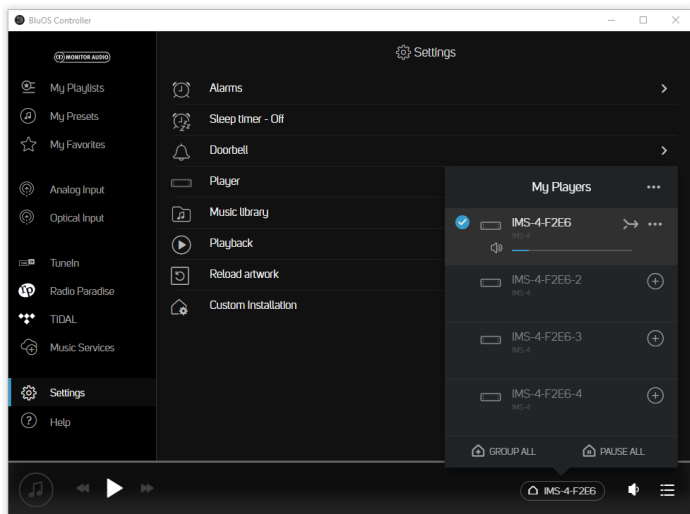 BluOS Controller
MONITOR AUDIO
My Playlists
My Presets
My Favorites
Analog Input
Optical Input
TuneIn
Radio Paradise
TIDAL
Music Services
Settings
Help
Settings
Alarms
Sleep timer - Off
Doorbell
Player
Music library
Playback
Reload artwork
Custom Installation
My Players
IMS-4-F2E6
IMS-4
IMS-4-F2E6-2
IMS-4
IMS-4-F2E6-3
IMS-4
IMS-4-F2E6-4
IMS-4
GROUP ALL PAUSE ALL
IMS-4-F2E6